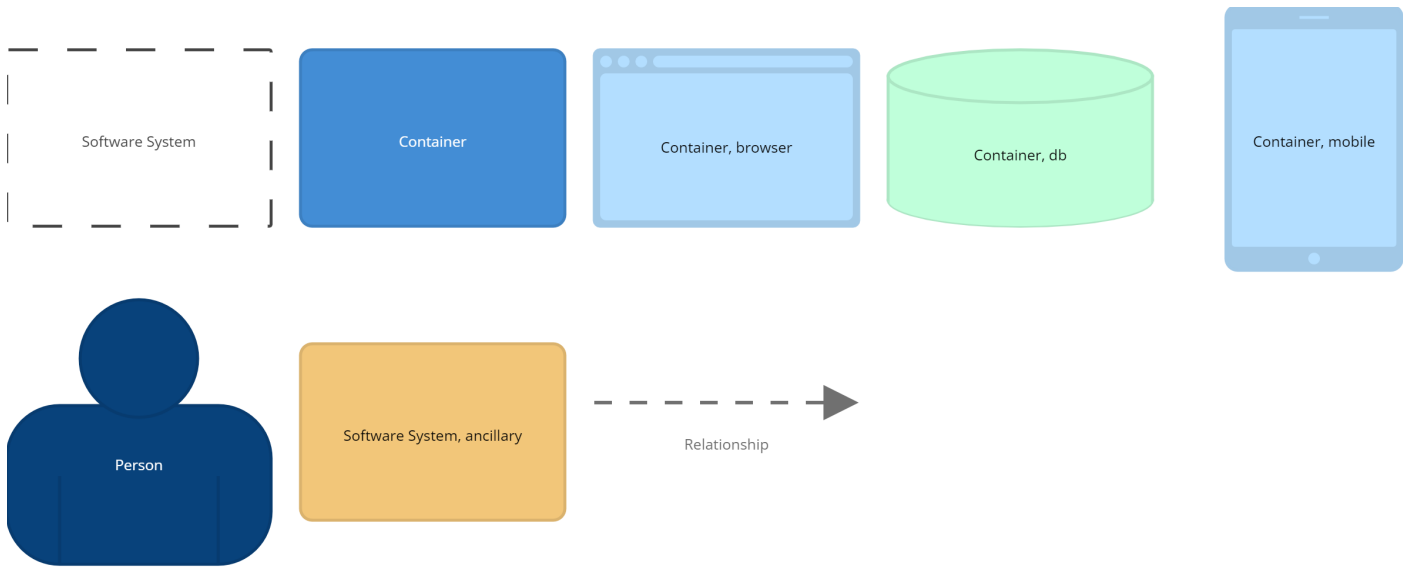 Software System
Container
Container, browser
Container, db
Container, mobile
Person
Software System, ancillary
Relationship